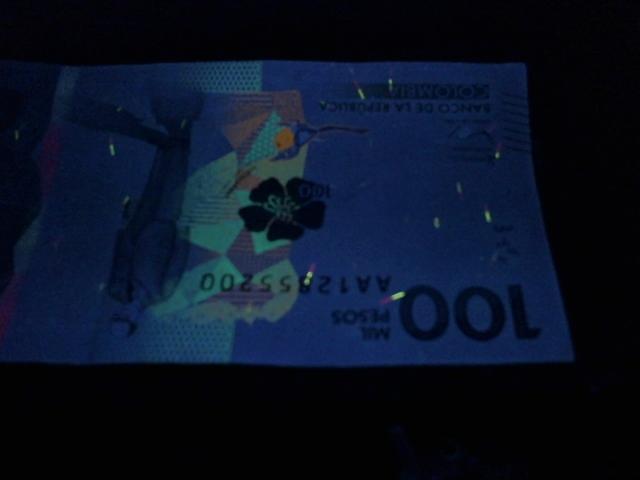 100
MIL
PESOS
AA12855200
100
BANCO DE LA REPÚBLICA
COLOMBIA